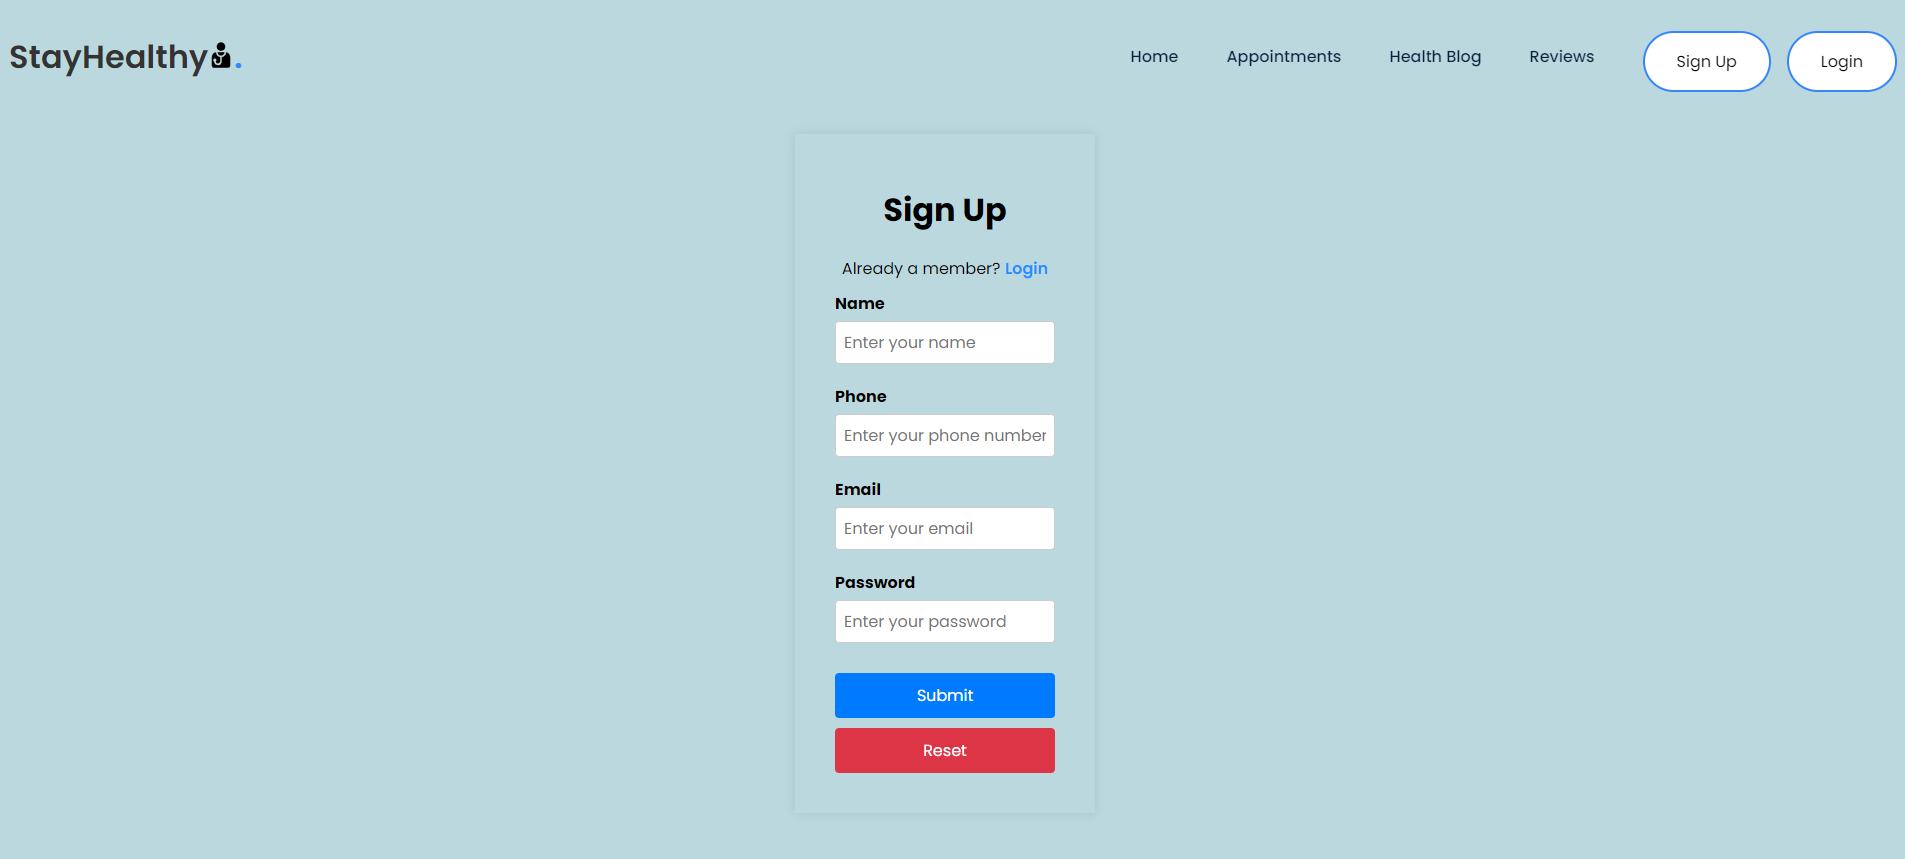 StayHealthy.
Home Appointments Health Blog Reviews Sign Up Login
Sign Up
Already a member? Login
Name
Enter your name
Phone
Enter your phone number
Email
Enter your email
Password
Enter your password
Submit
Reset